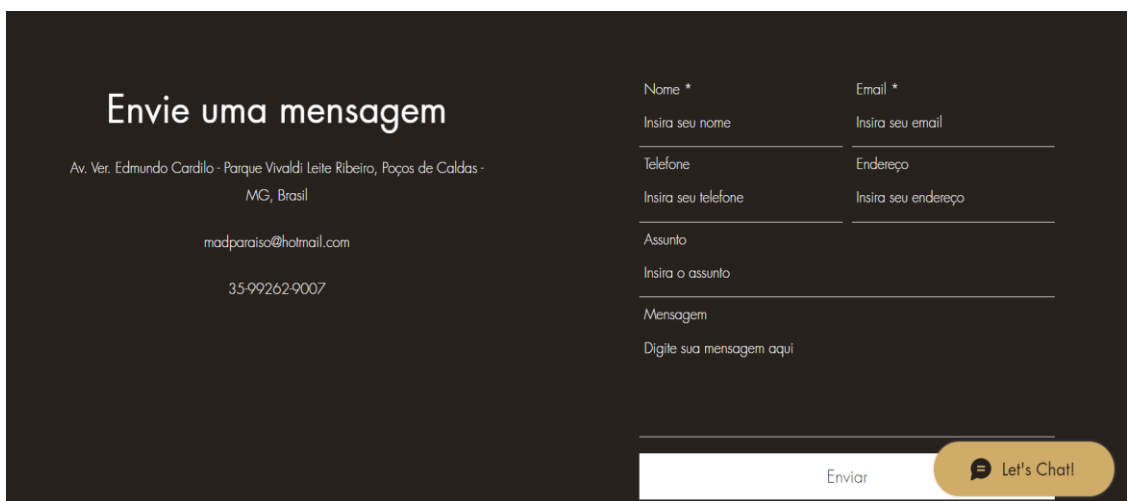 Envie uma mensagem
Av. Ver. Edmundo Cardilo - Parque Vivaldi Leite Ribeiro, Poços de Caldas -
MG, Brasil
madparaiso@hotmail.com
35-99262-9007
Nome *
Email *
Insira seu nome
Insira seu email
Telefone
Endereço
Insira seu telefone
Insira seu endereço
Assunto
Insira o assunto
Mensagem
Digite sua mensagem aqui
Enviar
Let's Chat!